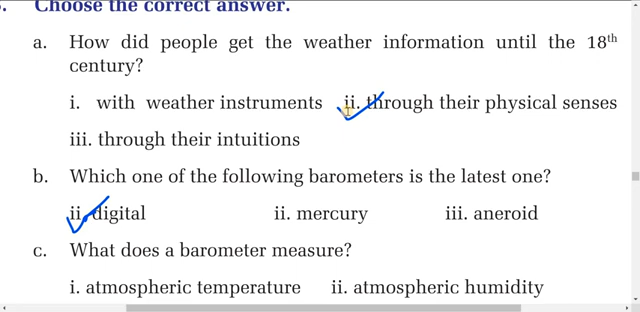 Choose the correct answer.
a. How did people get the weather information until the 18th
century?
i. with weather instruments ii. through their physical senses
iii. through their intuitions
b. Which one of the following barometers is the latest one?
ii. digital ii. mercury iii. aneroid
c. What does a barometer measure?
i. atmospheric temperature ii. atmospheric humidity